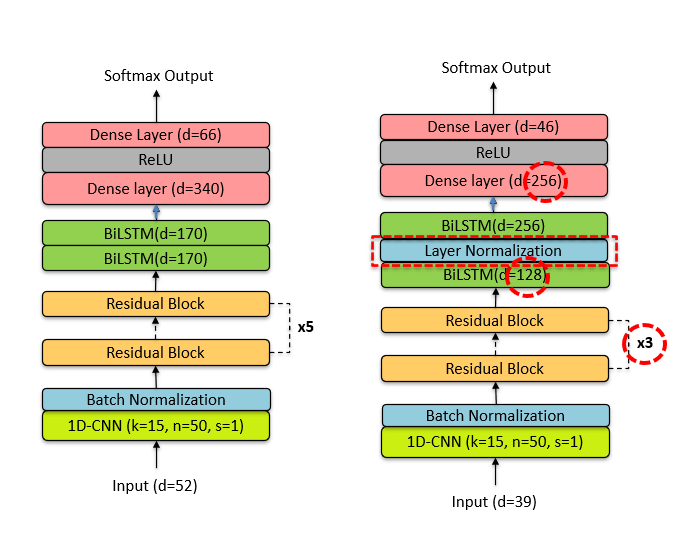 Softmax Output
Dense Layer (d=66)
ReLU
Dense layer (d=340)
BiLSTM(d=170)
BiLSTM(d=170)
Residual Block
x5
Residual Block
Batch Normalization
1D-CNN (k=15, n=50, s=1)
Input (d=52)
Softmax Output
Dense Layer (d=46)
ReLU
Dense layer (d=256)
BiLSTM(d=256)
Layer Normalization
BiLSTM(d=128)
Residual Block
x3
Residual Block
Batch Normalization
1D-CNN (k=15, n=50, s=1)
Input (d=39)